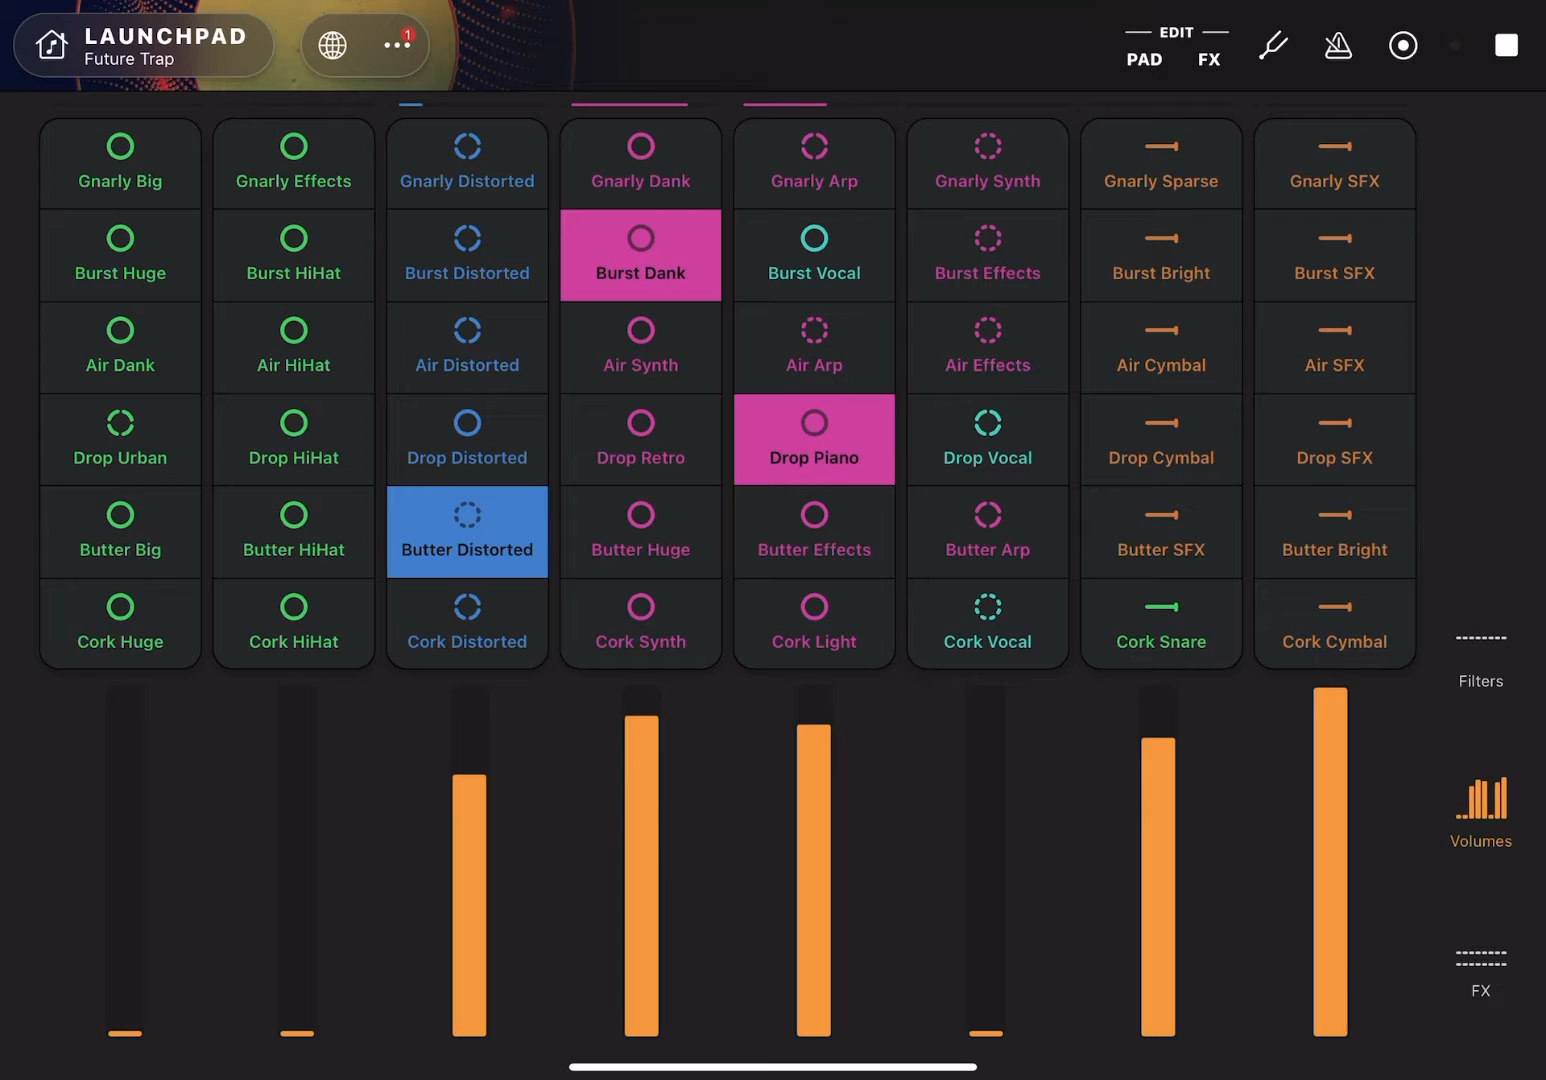 LAUNCHPAD
Future Trap
1
EDIT
PAD FX
Gnarly Big Gnarly Effects Gnarly Distorted Gnarly Dank Gnarly Arp Gnarly Synth Gnarly Sparse Gnarly SFX
Burst Huge Burst HiHat Burst Distorted Burst Dank Burst Vocal Burst Effects Burst Bright Burst SFX
Air Dank Air HiHat Air Distorted Air Synth Air Arp Air Effects Air Cymbal Air SFX
Drop Urban Drop HiHat Drop Distorted Drop Retro Drop Piano Drop Vocal Drop Cymbal Drop SFX
Butter Big Butter HiHat Butter Distorted Butter Huge Butter Effects Butter Arp Butter SFX Butter Bright
Cork Huge Cork HiHat Cork Distorted Cork Synth Cork Light Cork Vocal Cork Snare Cork Cymbal
Filters
Volumes
FX